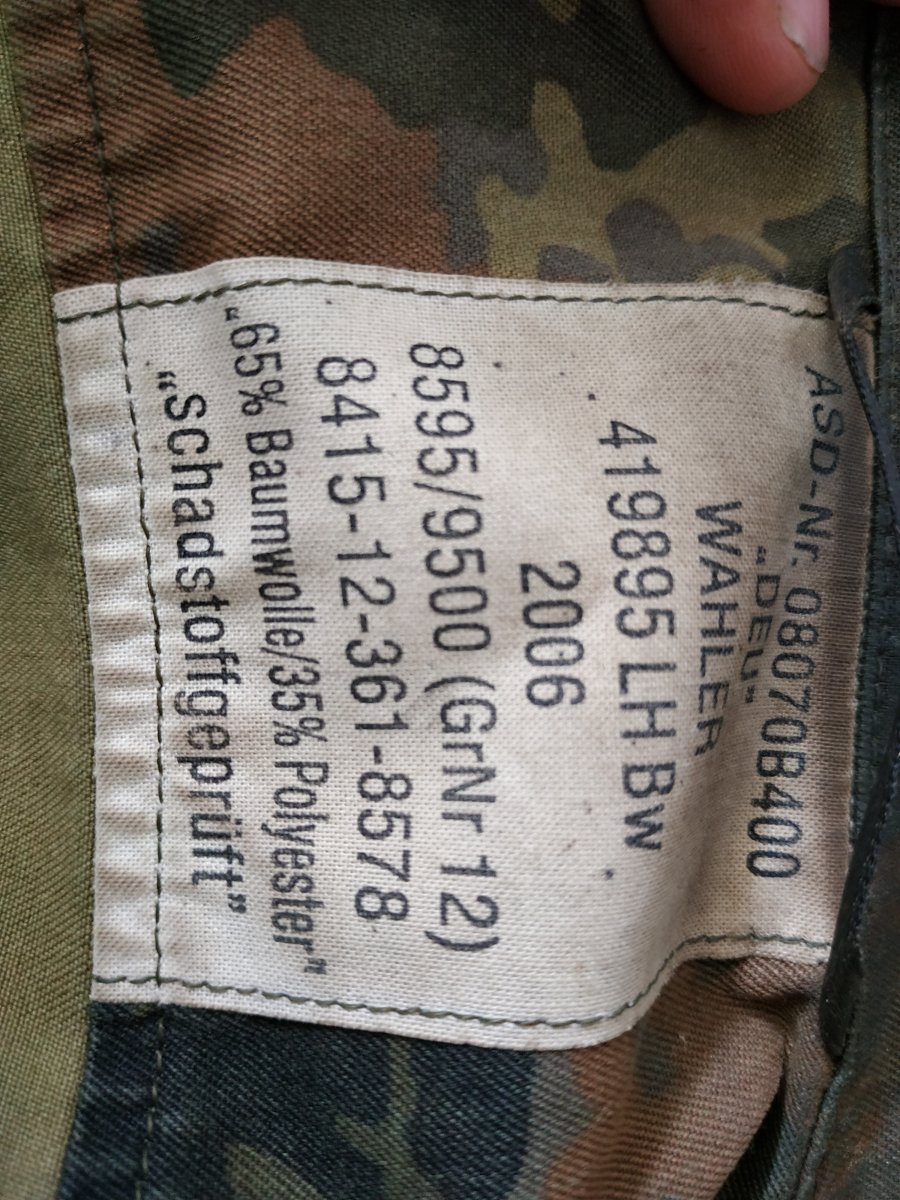 ASD-Nr. 08070B400
"DEU"
WAHLER
419895 LH BW
2006
8595/9500 (GrNr 12)
8415-12-361-8578
„65% Baumwolle/35% Polyester"
"schadstoffgeprüft"